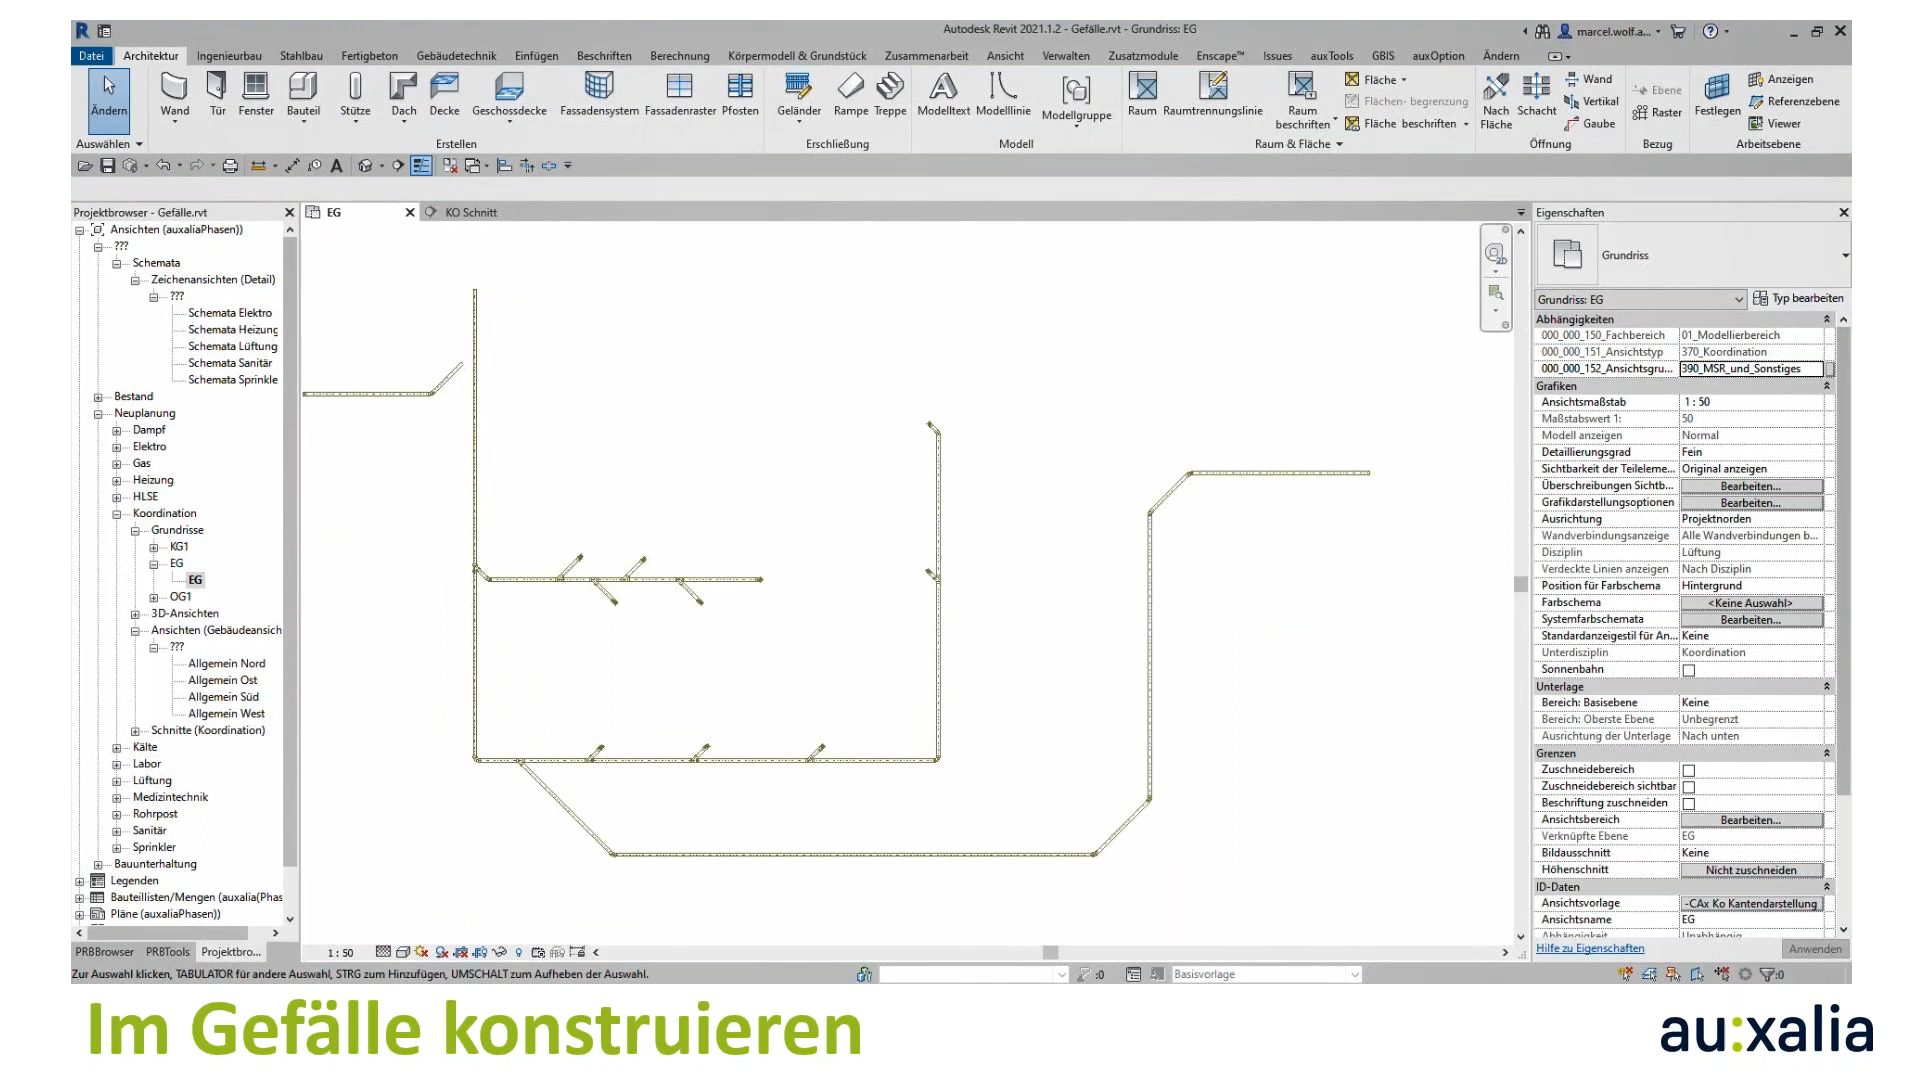 Autodesk Revit 2021.1.2 - Gefälle.rvt - Grundriss: EG
marcel.wolf.a...
Datei Architektur Ingenieurbau Stahlbau Fertigbeton Gebäudetechnik Einfügen Beschriften Berechnung Körpermodell & Grundstück Zusammenarbeit Ansicht Verwalten Zusatzmodule Enscape™ Issues auxTools GBIS auxOption Ändern
Ändern Wand Tür Fenster Bauteil Stütze Dach Decke Geschossdecke Fassadensystem Fassadenraster Pfosten Geländer Rampe Treppe Modelltext Modelllinie Modellgruppe Raum Raumtrennungslinie Raum beschriften
Fläche
Flächen- begrenzung
Fläche beschriften
Nach Fläche Schacht
Wand
Vertikal
Gaube
Ebene
Raster
Festlegen
Anzeigen
Referenzebene
Viewer
Auswählen Erstellen Erschließung Modell Raum & Fläche Öffnung Bezug Arbeitsebene
Projektbrowser - Gefälle.rvt
EG
KO Schnitt
Ansichten (auxaliaPhasen))
???
Schemata
Zeichenansichten (Detail)
???
Schemata Elektro
Schemata Heizung
Schemata Lüftung
Schemata Sanitär
Schemata Sprinkle
Bestand
Neuplanung
Dampf
Elektro
Gas
Heizung
HLSE
Koordination
Grundrisse
KG1
EG
EG
OG1
3D-Ansichten
Ansichten (Gebäudeansich
???
Allgemein Nord
Allgemein Ost
Allgemein Süd
Allgemein West
Schnitte (Koordination)
Kälte
Labor
Lüftung
Medizintechnik
Rohrpost
Sanitär
Sprinkler
Bauunterhaltung
Legenden
Bauteillisten/Mengen (auxalia(Phas
Pläne (auxaliaPhasen))
PRBBrowser PRBTools Projektbro...
2D
Eigenschaften
Grundriss
Grundriss: EG Typ bearbeiten
Abhängigkeiten
000_000_150_Fachbereich 01_Modellierbereich
000_000_151_Ansichtstyp 370_Koordination
000_000_152_Ansichtsgru... 390_MSR_und_Sonstiges
Grafiken
Ansichtsmaßstab 1 : 50
Maßstabswert 1: 50
Modell anzeigen Normal
Detaillierungsgrad Fein
Sichtbarkeit der Teileleme... Original anzeigen
Überschreibungen Sichtb... Bearbeiten...
Grafikdarstellungsoptionen Bearbeiten...
Ausrichtung Projektnorden
Wandverbindungsanzeige Alle Wandverbindungen b...
Disziplin Lüftung
Verdeckte Linien anzeigen Nach Disziplin
Position für Farbschema Hintergrund
Farbschema <Keine Auswahl>
Systemfarbschemata Bearbeiten...
Standardanzeigestil für An... Keine
Unterdisziplin Koordination
Sonnenbahn
Unterlage
Bereich: Basisebene Keine
Bereich: Oberste Ebene Unbegrenzt
Ausrichtung der Unterlage Nach unten
Grenzen
Zuschneidebereich
Zuschneidebereich sichtbar
Beschriftung zuschneiden
Ansichtsbereich Bearbeiten...
Verknüpfte Ebene EG
Bildausschnitt Keine
Höhenschnitt Nicht zuschneiden
ID-Daten
Ansichtsvorlage -CAx Ko Kantendarstellung
Ansichtsname EG
Abhängigkeit Unabhängig
Hilfe zu Eigenschaften Anwenden
1 : 50
Zur Auswahl klicken, TABULATOR für andere Auswahl, STRG zum Hinzufügen, UMSCHALT zum Aufheben der Auswahl.
:0
Basisvorlage
:0
Im Gefälle konstruieren
au:xalia